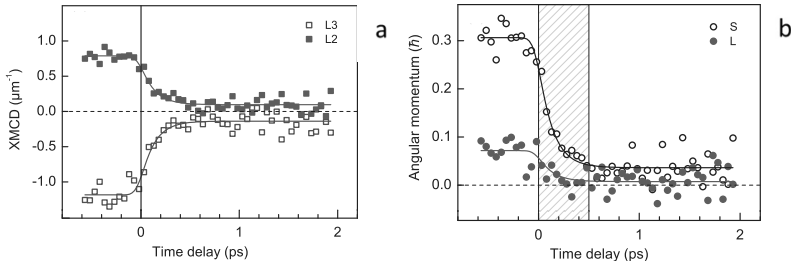 L3
L2
a
1.0
0.5
0.0
-0.5
-1.0
XMCD (μm⁻¹)
0
1
2
Time delay (ps)
S
L
b
0.3
0.2
0.1
0.0
Angular momentum (ħ)
0
1
2
Time delay (ps)